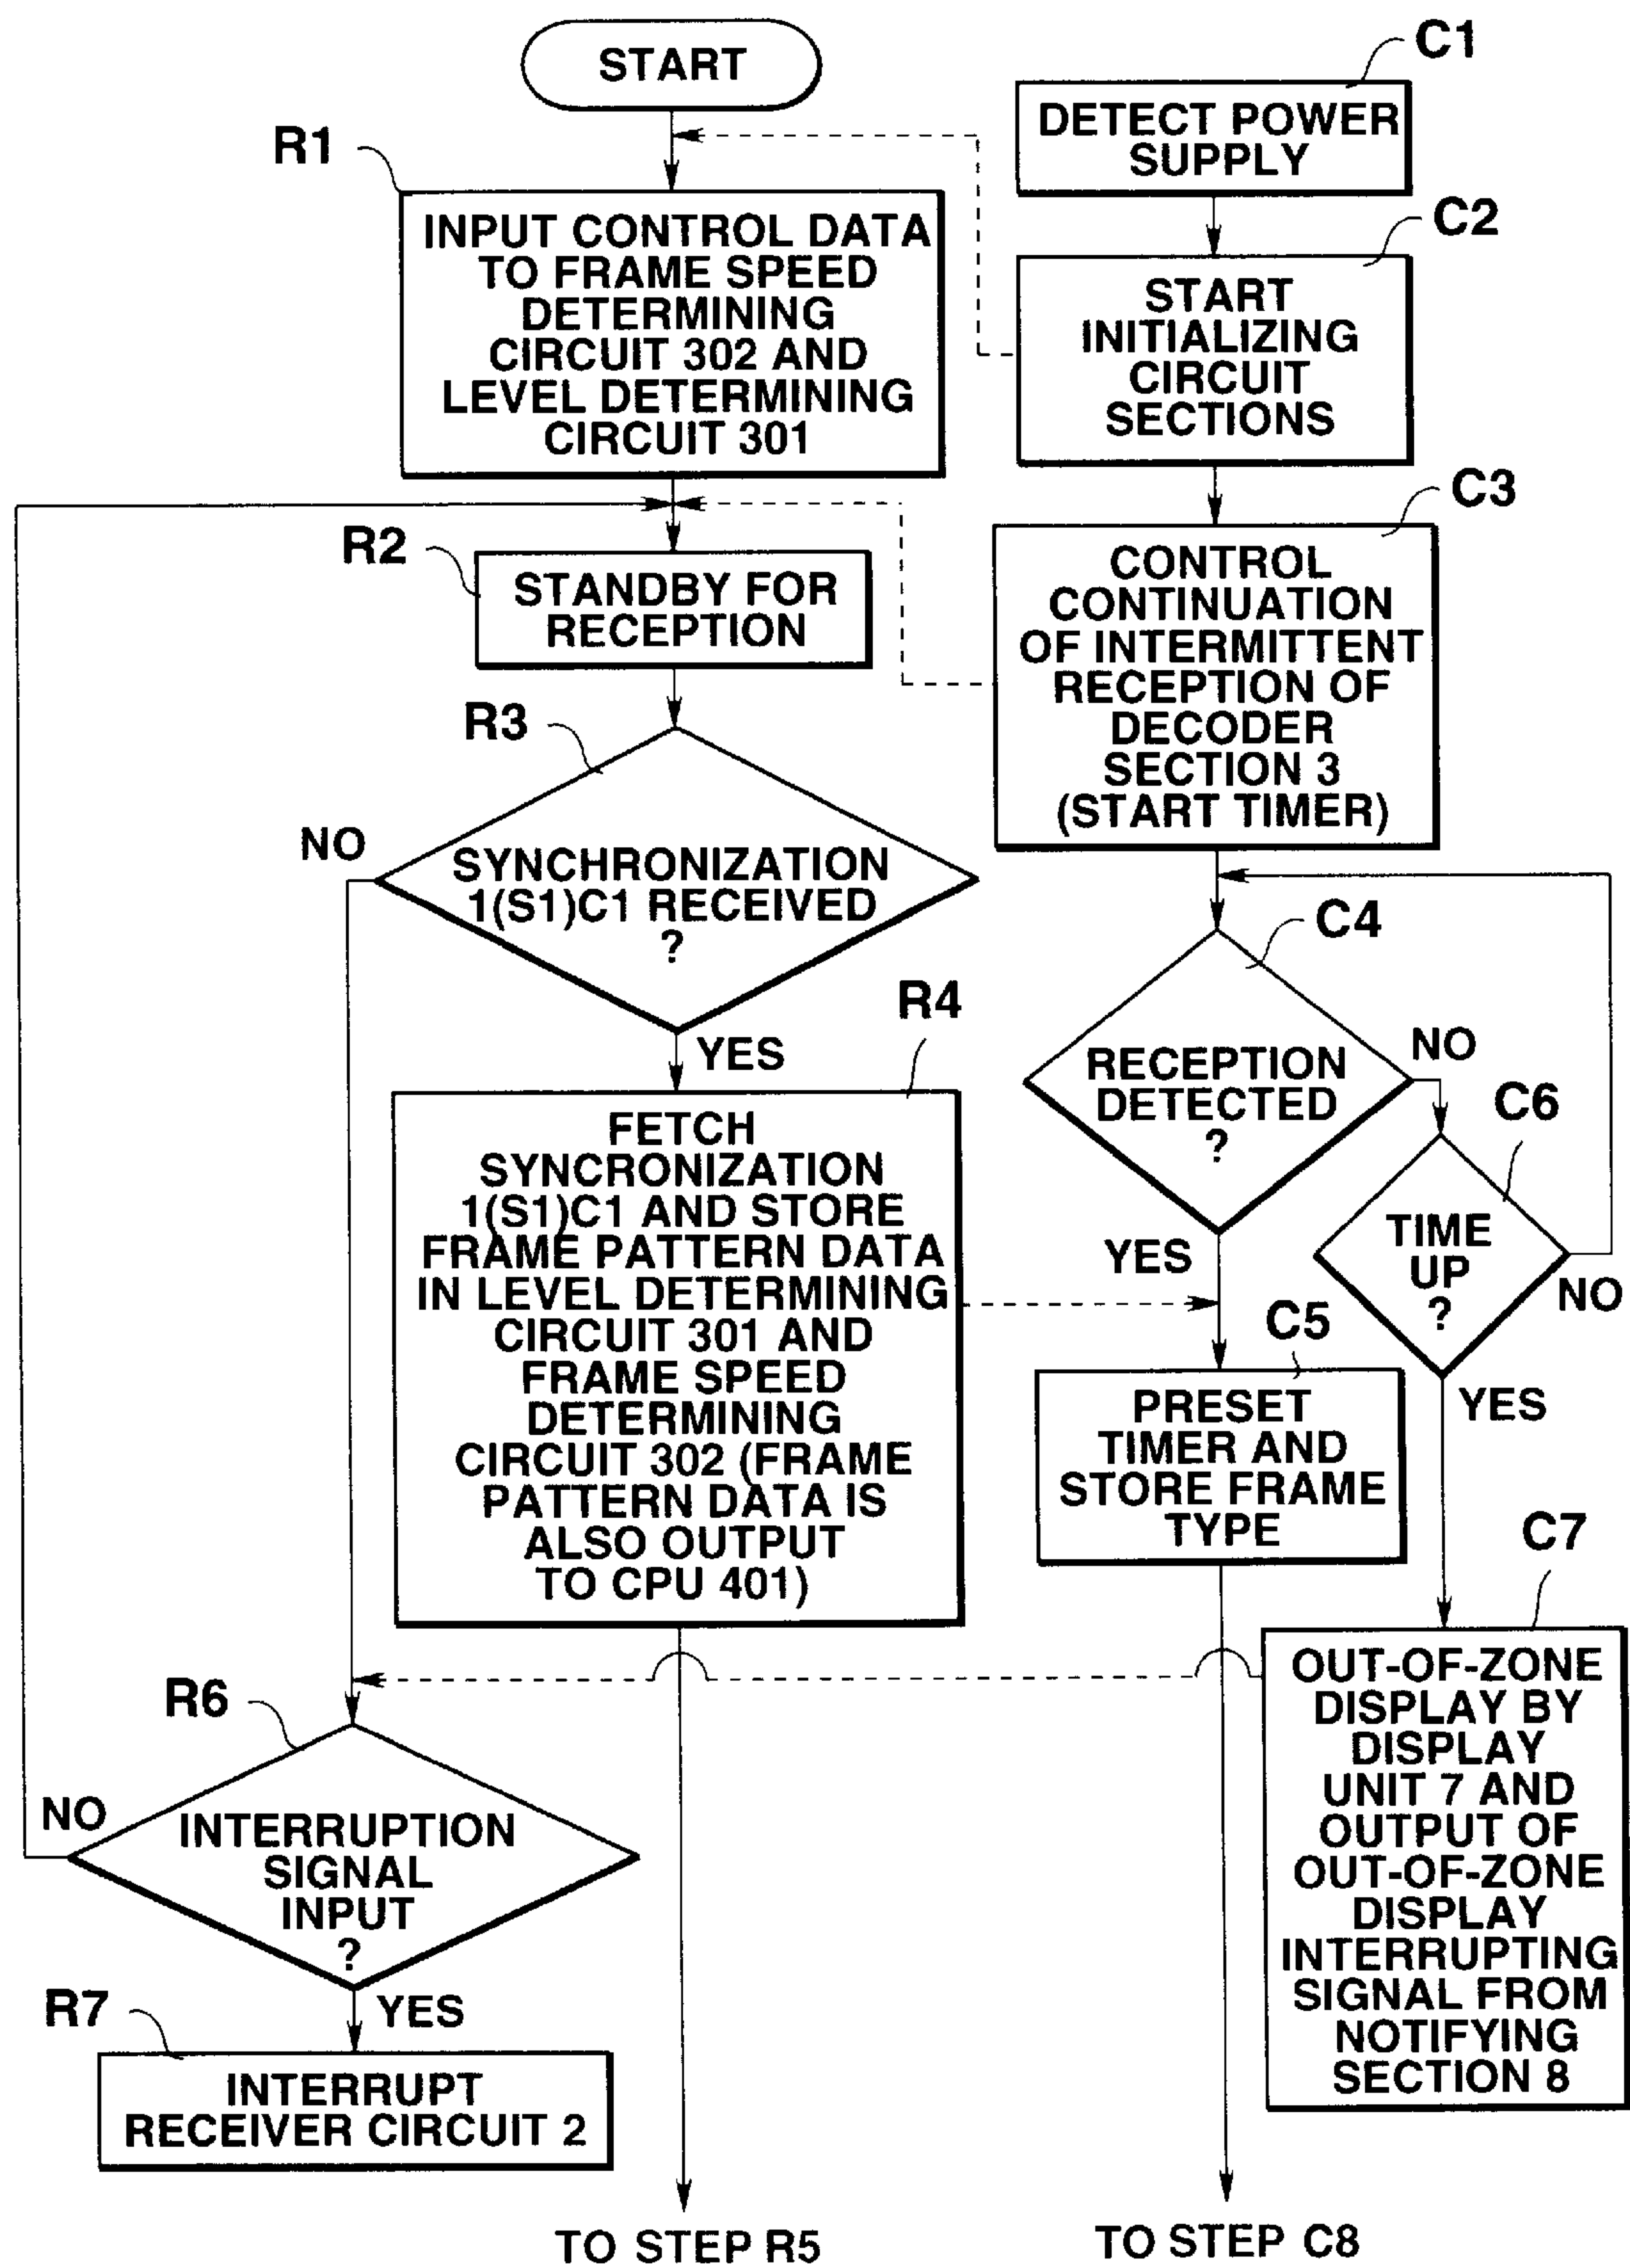 START
R1
INPUT CONTROL DATA
TO FRAME SPEED
DETERMINING
CIRCUIT 302 AND
LEVEL DETERMINING
CIRCUIT 301
R2
STANDBY FOR
RECEPTION
R3
NO
SYNCHRONIZATION
1(S1)C1 RECEIVED
?
YES
R4
FETCH
SYNCRONIZATION
1(S1)C1 AND STORE
FRAME PATTERN DATA
IN LEVEL DETERMINING
CIRCUIT 301 AND
FRAME SPEED
DETERMINING
CIRCUIT 302 (FRAME
PATTERN DATA IS
ALSO OUTPUT
TO CPU 401)
R6
NO
INTERRUPTION
SIGNAL
INPUT
?
YES
R7
INTERRUPT
RECEIVER CIRCUIT 2
TO STEP R5
C1
DETECT POWER
SUPPLY
C2
START
INITIALIZING
CIRCUIT
SECTIONS
C3
CONTROL
CONTINUATION
OF INTERMITTENT
RECEPTION OF
DECODER
SECTION 3
(START TIMER)
C4
RECEPTION
DETECTED
?
NO
YES
C6
TIME
UP
?
NO
YES
C5
PRESET
TIMER AND
STORE FRAME
TYPE
C7
OUT-OF-ZONE
DISPLAY BY
DISPLAY
UNIT 7 AND
OUTPUT OF
OUT-OF-ZONE
DISPLAY
INTERRUPTING
SIGNAL FROM
NOTIFYING
SECTION 8
TO STEP C8